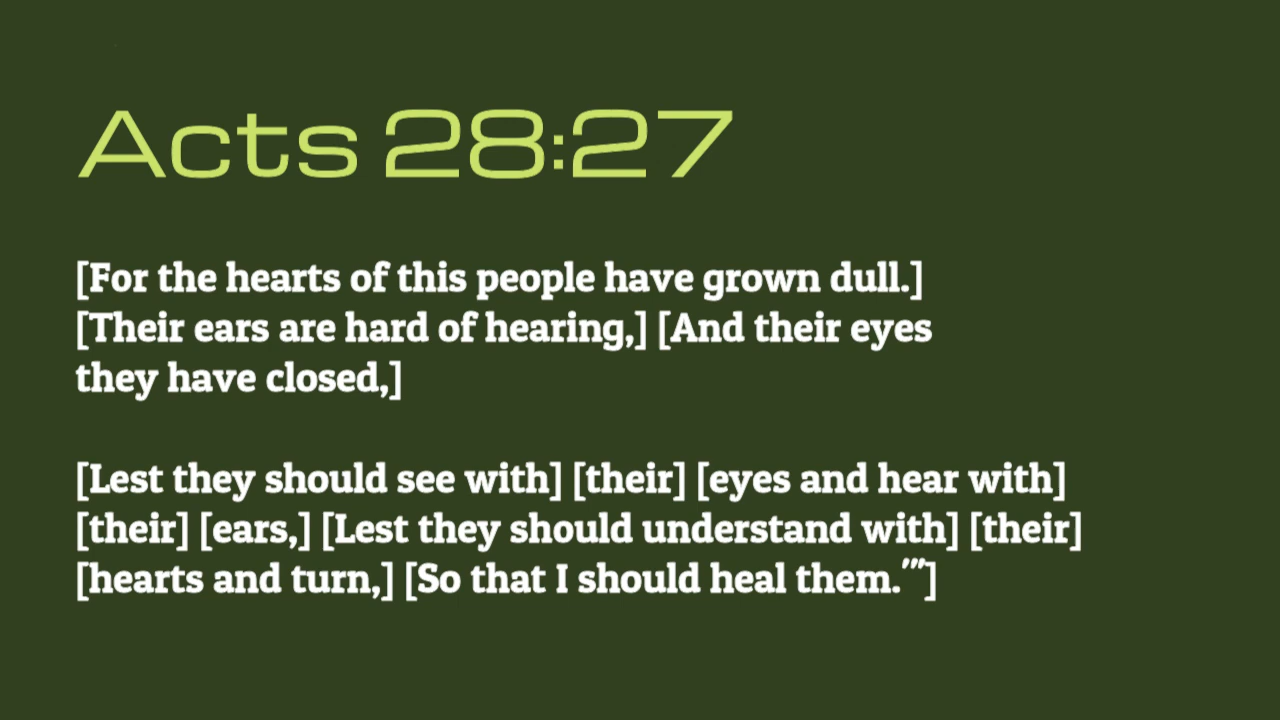 Acts 28:27
[For the hearts of this people have grown dull.]
[Their ears are hard of hearing,] [And their eyes
they have closed,]
[Lest they should see with] [their] [eyes and hear with]
[their] [ears,] [Lest they should understand with] [their]
[hearts and turn,] [So that I should heal them."']